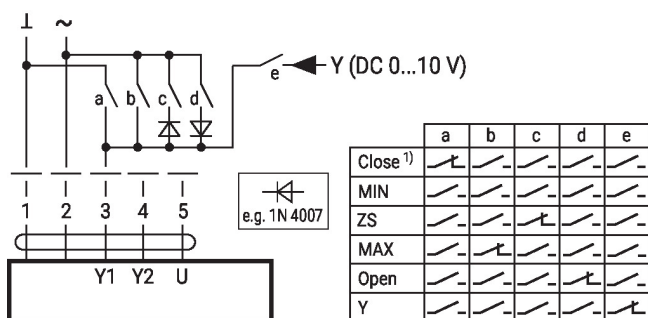 ⊥ ~
a b c d e Y (DC 0...10 V)
1 2 3 4 5
e.g. 1N 4007
Y1 Y2 U
a b c d e
Close 1)
MIN
ZS
MAX
Open
Y